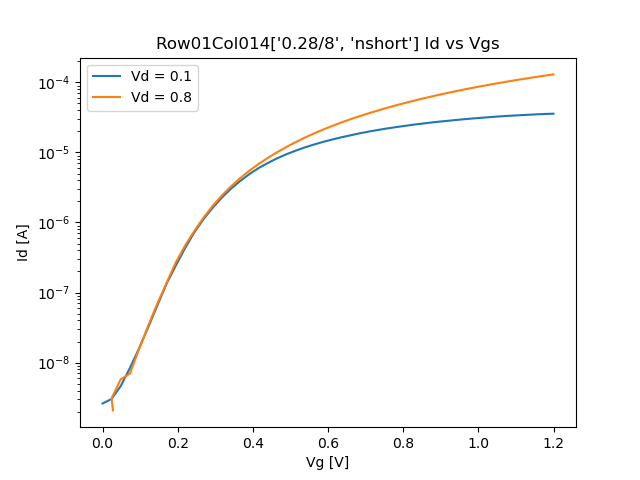 Row01Col014['0.28/8', 'nshort'] Id vs Vgs
Vd = 0.1
Vd = 0.8
10⁻⁴
10⁻⁵
10⁻⁶
10⁻⁷
10⁻⁸
Id [A]
0.0 0.2 0.4 0.6 0.8 1.0 1.2
Vg [V]